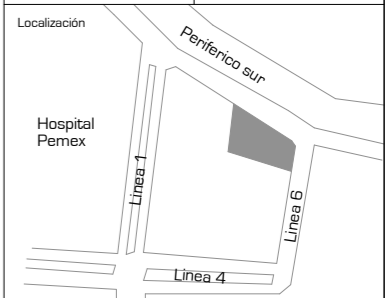 Localización
Periferico sur
Hospital
Pemex
Linea 1
Linea 6
Linea 4